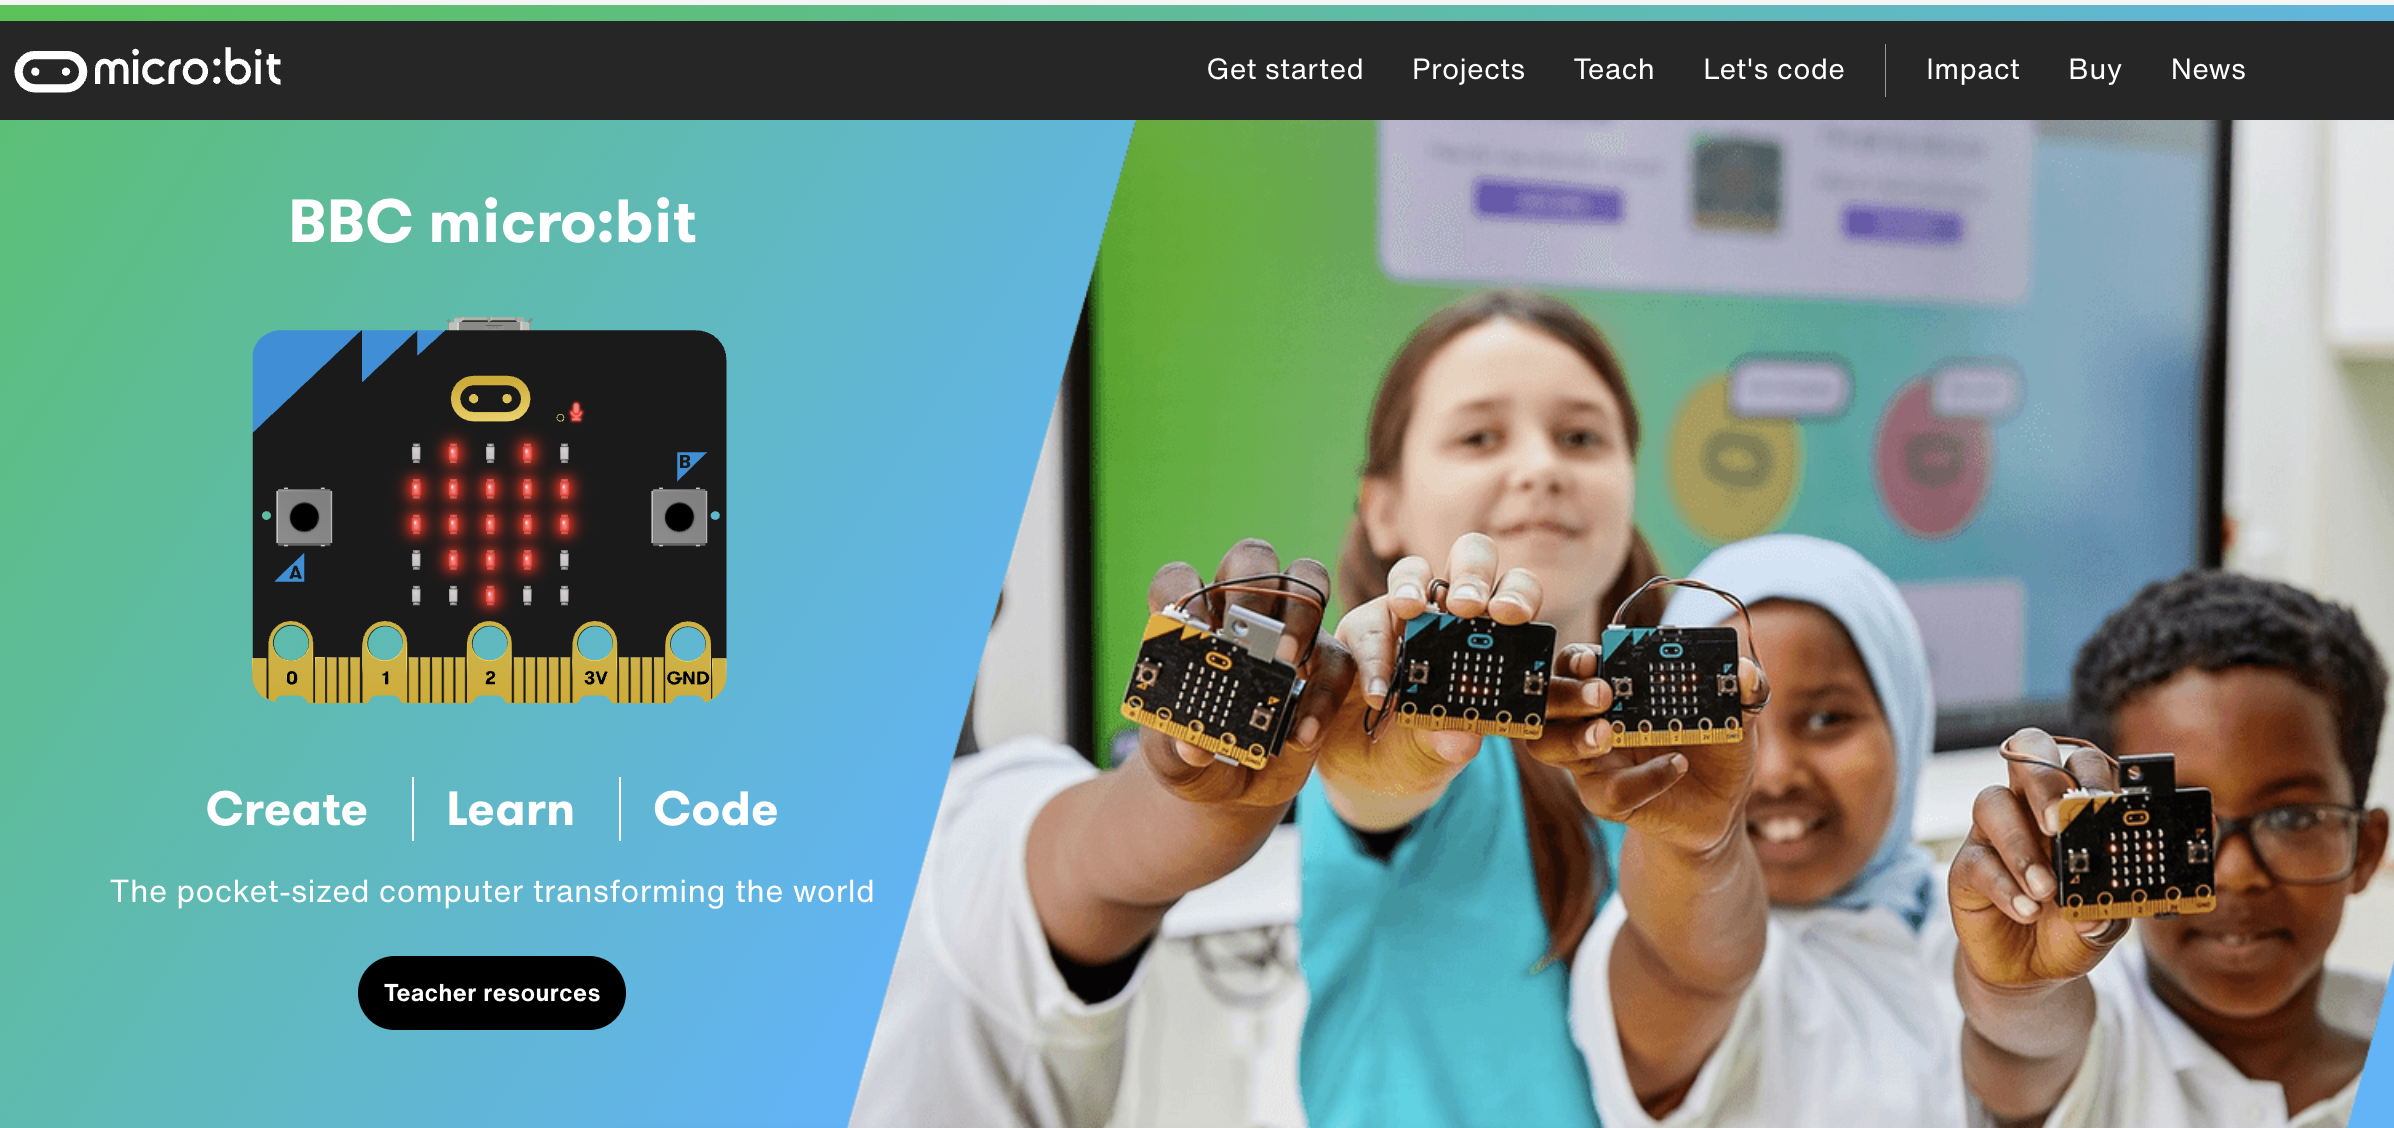 micro:bit
Get started Projects Teach Let's code Impact Buy News
BBC micro:bit
B
A
0 1 2 3V GND
Create Learn Code
The pocket-sized computer transforming the world
Teacher resources